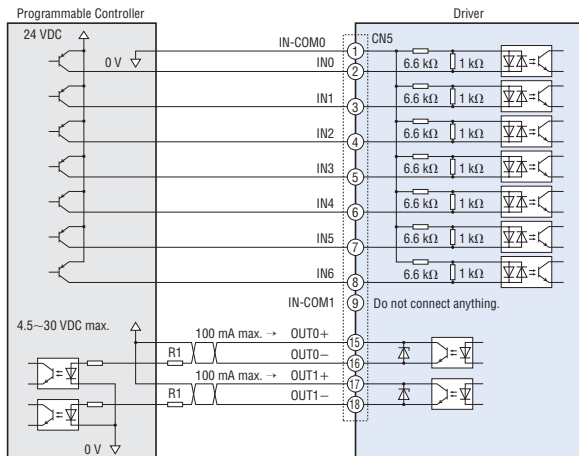 Programmable Controller
Driver
24 VDC
0 V
IN-COM0
CN5
1
IN0
2
6.6 kΩ
1 kΩ
IN1
3
6.6 kΩ
1 kΩ
IN2
4
6.6 kΩ
1 kΩ
IN3
5
6.6 kΩ
1 kΩ
IN4
6
6.6 kΩ
1 kΩ
IN5
7
6.6 kΩ
1 kΩ
IN6
8
6.6 kΩ
1 kΩ
IN-COM1
9
Do not connect anything.
4.5~30 VDC max.
100 mA max. → OUT0+
15
R1
OUT0−
16
100 mA max. → OUT1+
17
R1
OUT1−
18
0 V